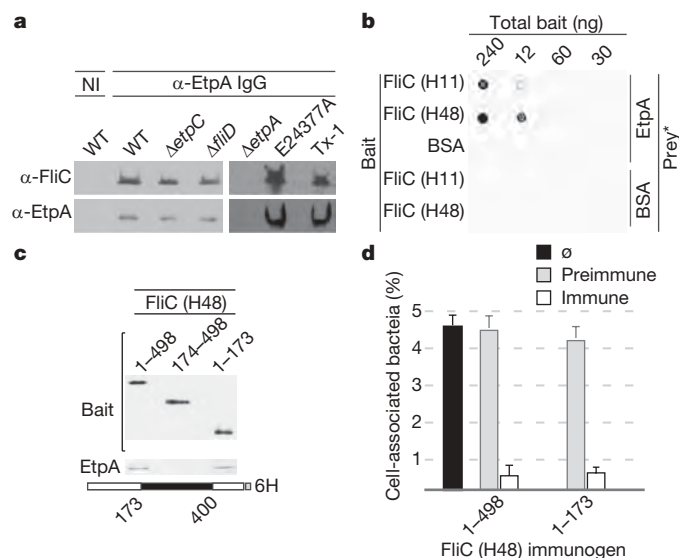 a
NI
α-EtpA IgG
WT
WT
ΔetpC
ΔfliD
ΔetpA
E24377A
Tx-1
α-FliC
α-EtpA
b
Total bait (ng)
240
12
60
30
Bait
FliC (H11)
FliC (H48)
BSA
FliC (H11)
FliC (H48)
EtpA
BSA
Prey*
c
FliC (H48)
1–498
174–498
1–173
Bait
EtpA
6H
173
400
d
ø
Preimmune
Immune
Cell-associated bacteia (%)
5
4
3
2
1
1–498
1–173
FliC (H48) immunogen